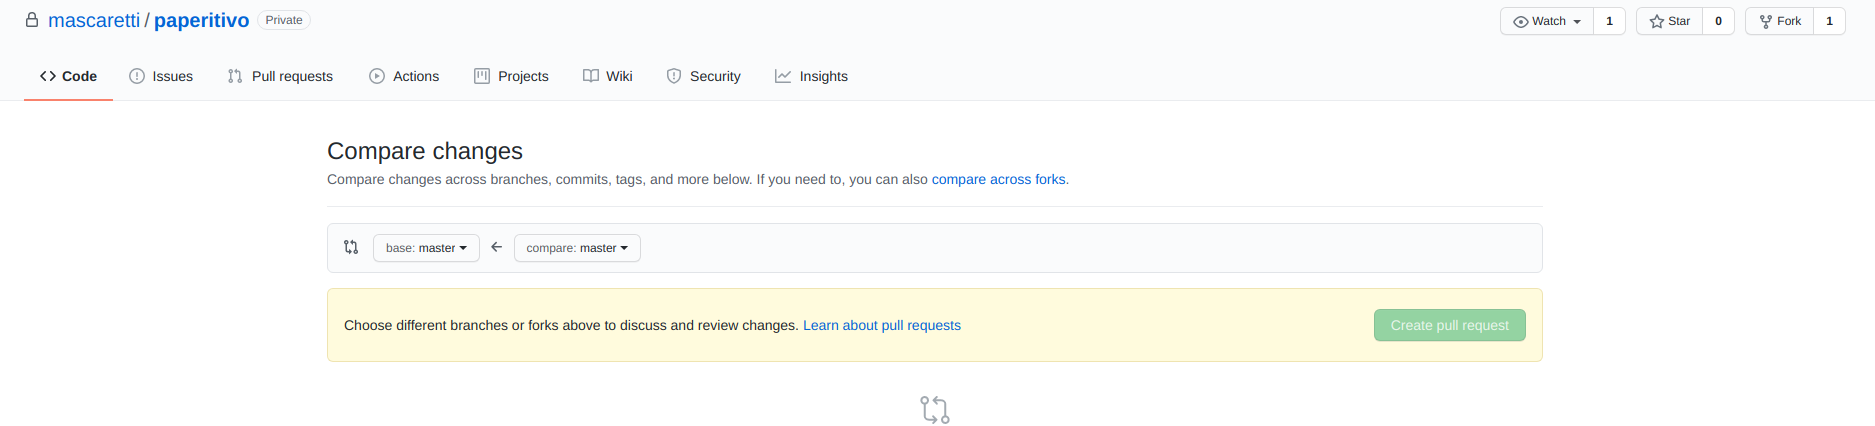 mascaretti / paperitivo Private Watch 1 Star 0 Fork 1
Code Issues Pull requests Actions Projects Wiki Security Insights
Compare changes
Compare changes across branches, commits, tags, and more below. If you need to, you can also compare across forks.
base: master compare: master
Choose different branches or forks above to discuss and review changes. Learn about pull requests Create pull request